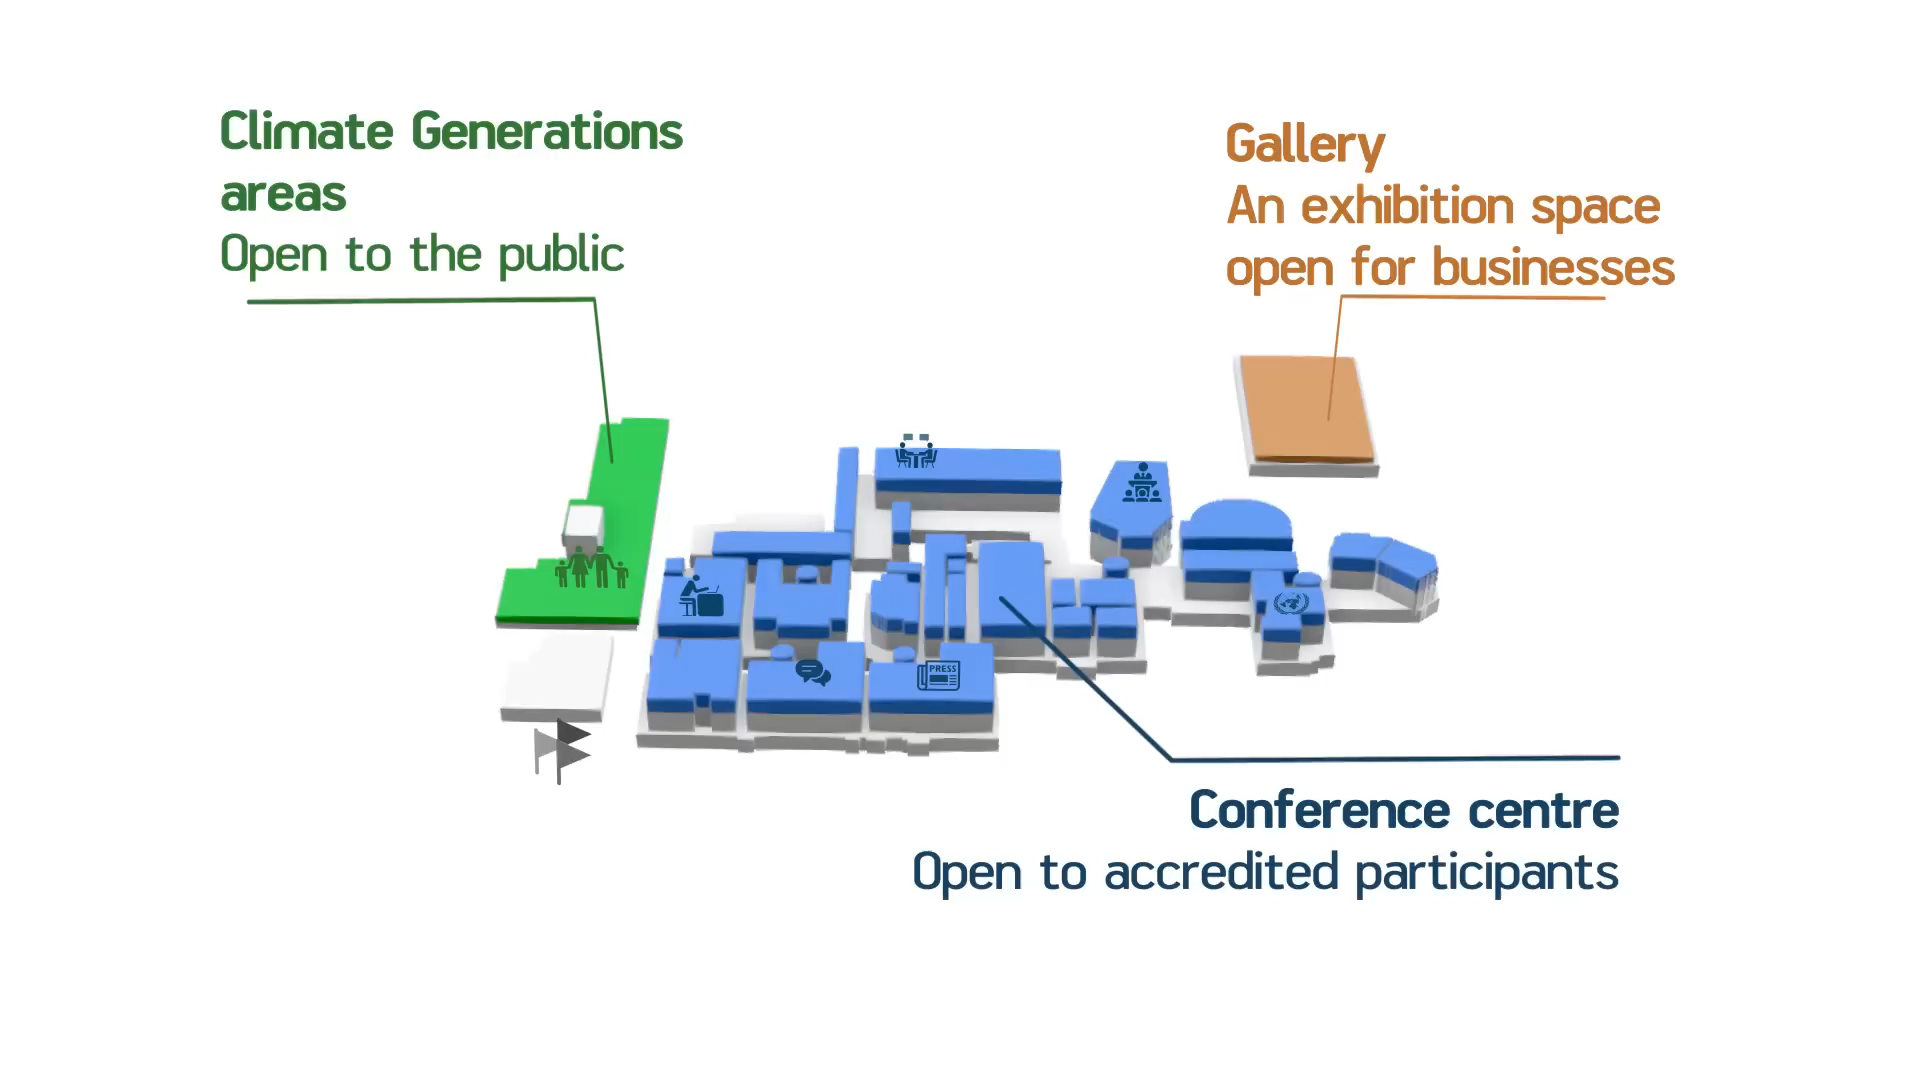 Climate Generations
areas
Open to the public
Gallery
An exhibition space
open for businesses
PRESS
Conference centre
Open to accredited participants